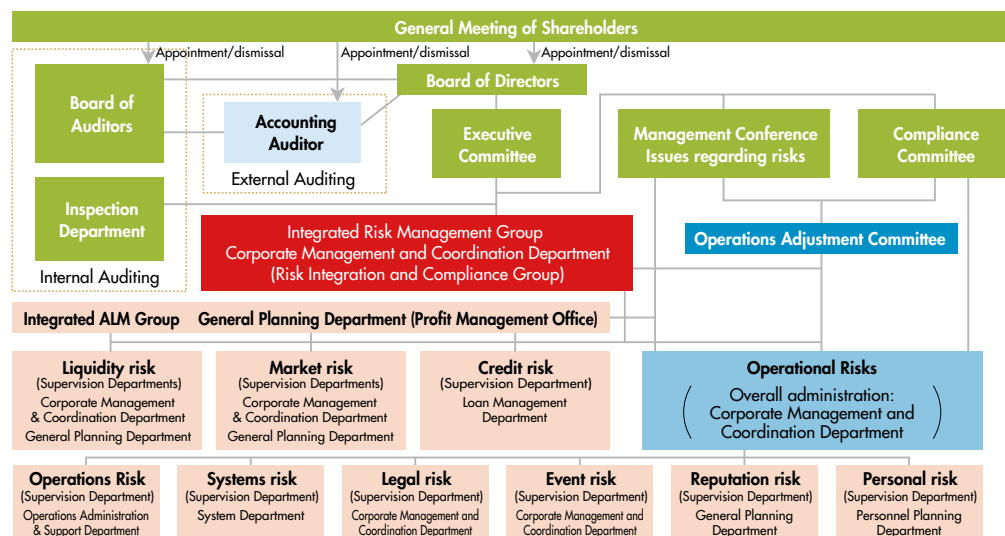 General Meeting of Shareholders
Appointment/dismissal
Appointment/dismissal
Appointment/dismissal
Board of
Auditors
Board of Directors
Accounting
Auditor
External Auditing
Executive
Committee
Management Conference
Issues regarding risks
Compliance
Committee
Inspection
Department
Internal Auditing
Integrated Risk Management Group
Corporate Management and Coordination Department
(Risk Integration and Compliance Group)
Operations Adjustment Committee
Integrated ALM Group
General Planning Department (Profit Management Office)
Liquidity risk
(Supervision Departments)
Corporate Management
& Coordination Department
General Planning Department
Market risk
(Supervision Departments)
Corporate Management
& Coordination Department
General Planning Department
Credit risk
(Supervision Department)
Loan Management
Department
Operational Risks
(Overall administration:
Corporate Management and
Coordination Department)
Operations Risk
(Supervision Department)
Operations Administration
& Support Department
Systems risk
(Supervision Department)
System Department
Legal risk
(Supervision Department)
Corporate Management and
Coordination Department
Event risk
(Supervision Department)
Corporate Management and
Coordination Department
Reputation risk
(Supervision Department)
General Planning
Department
Personal risk
(Supervision Department)
Personnel Planning
Department